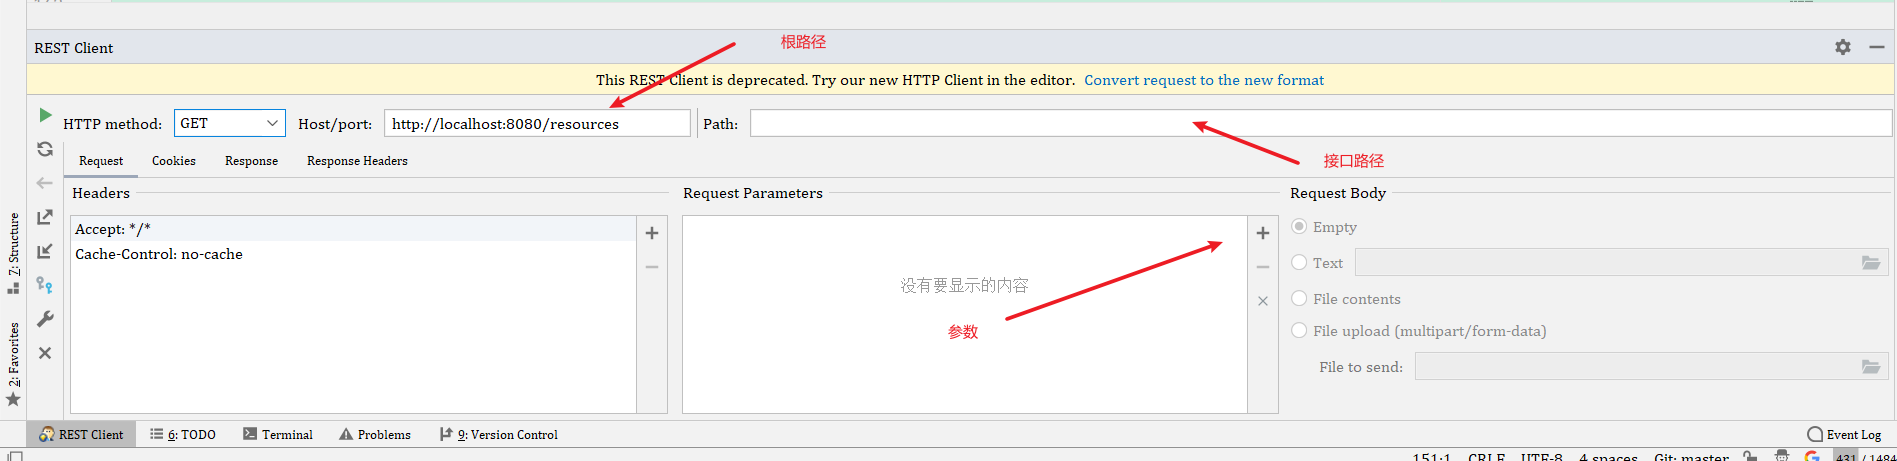 REST Client
根路径
This REST Client is deprecated. Try our new HTTP Client in the editor. Convert request to the new format
HTTP method: GET Host/port: http://localhost:8080/resources Path:
接口路径
Request Cookies Response Response Headers
Headers Request Parameters Request Body
Accept: */*
Cache-Control: no-cache
没有要显示的内容
参数
Empty
Text
File contents
File upload (multipart/form-data)
File to send:
7: Structure
2: Favorites
REST Client 6: TODO Terminal Problems 9: Version Control Event Log
151:1 CRLF UTF-8 4 spaces Git: master 431 / 1484